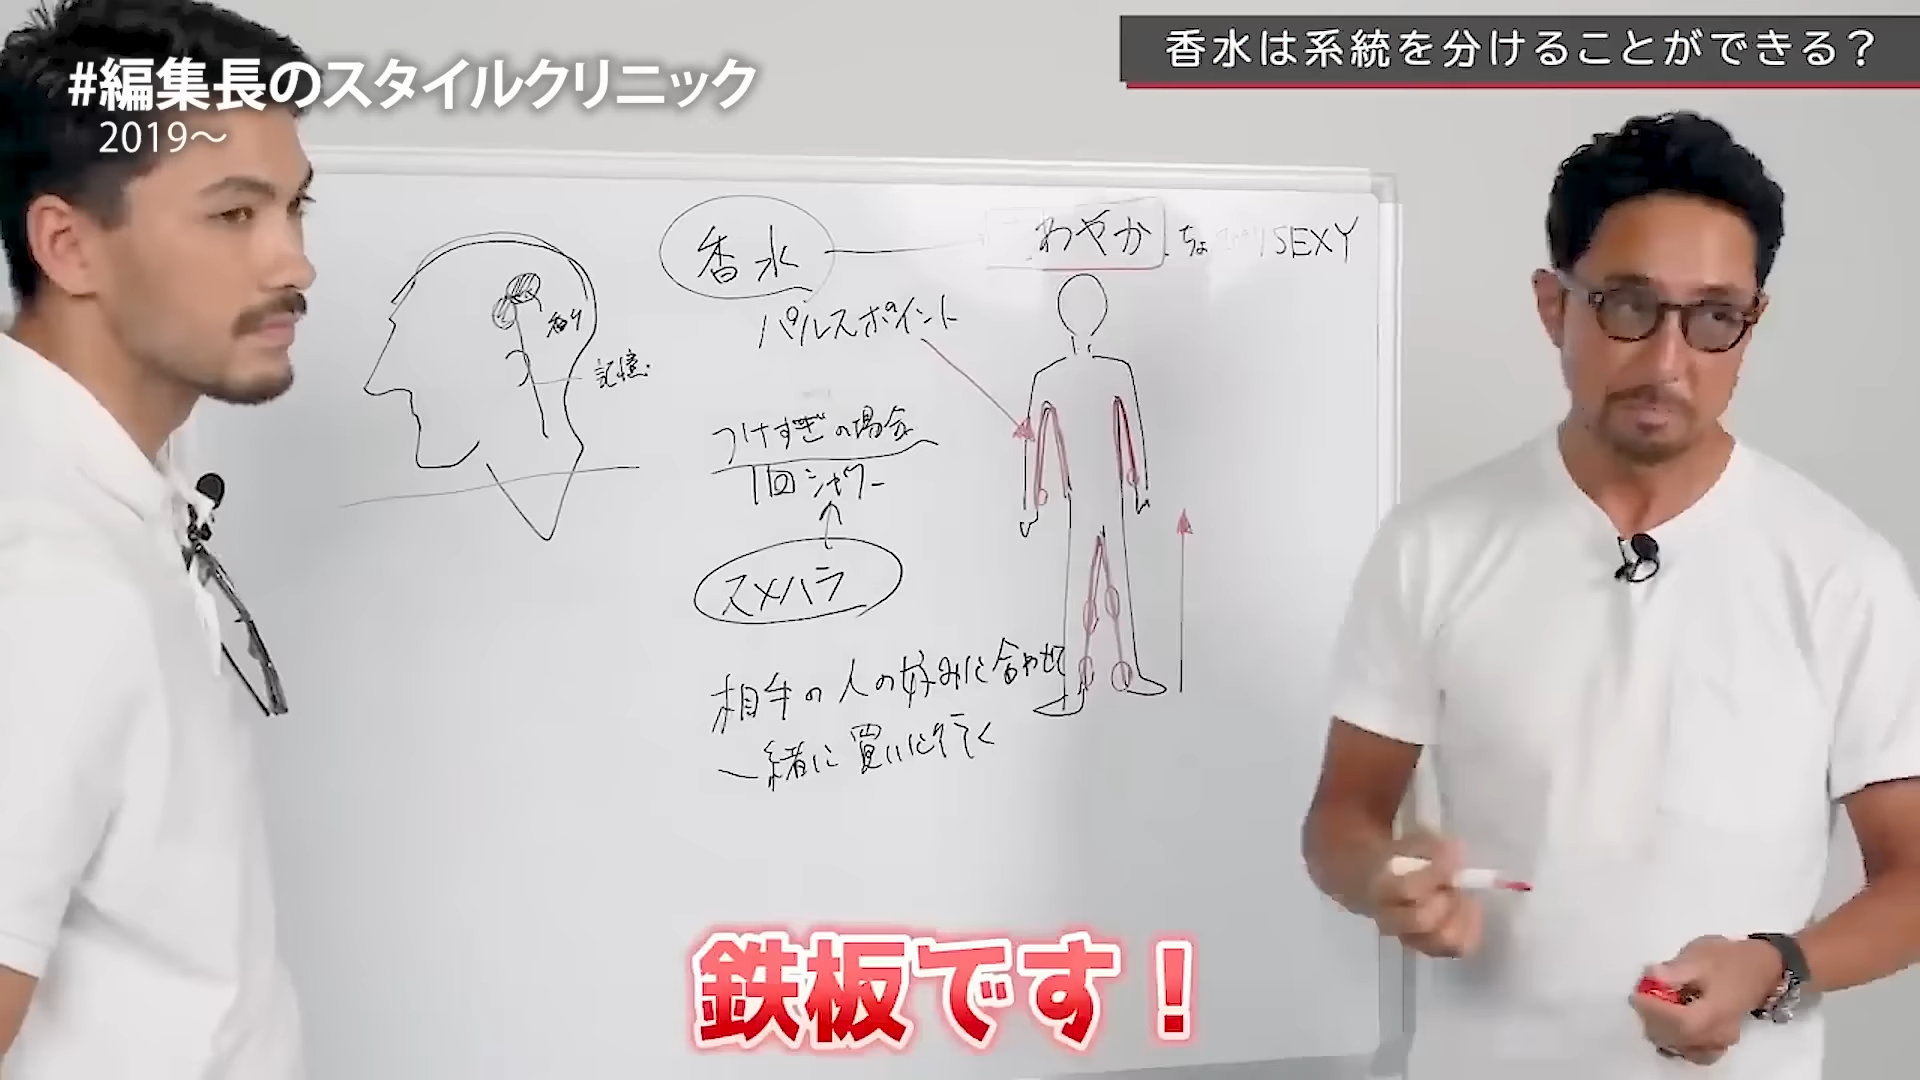 #編集長のスタイルクリニック
2019～
香水は系統を分けることができる？
香水
わやか
ちょ
SEXY
パルスポイント
香り
記憶
つけすぎの場合
1回シャワー
スメハラ
相手の人の好みに合わせ
一緒に買いに行く
鉄板です！